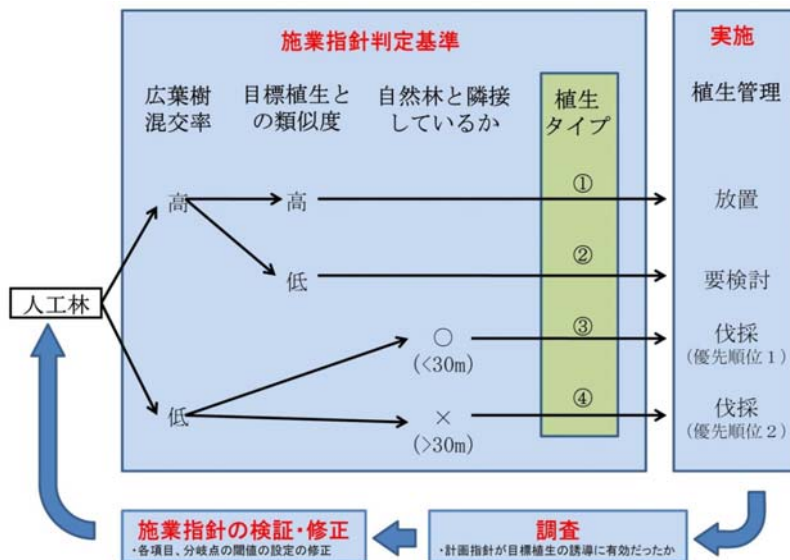 施業指針判定基準
実施
広葉樹
混交率
目標植生と
の類似度
自然林と隣接
しているか
植生
タイプ
植生管理
高
高
①
放置
低
②
要検討
人工林
○
(<30m)
③
伐採
(優先順位1)
低
×
(>30m)
④
伐採
(優先順位2)
施業指針の検証・修正
・各項目、分岐点の閾値の設定の修正
調査
・計画指針が目標植生の誘導に有効だったか